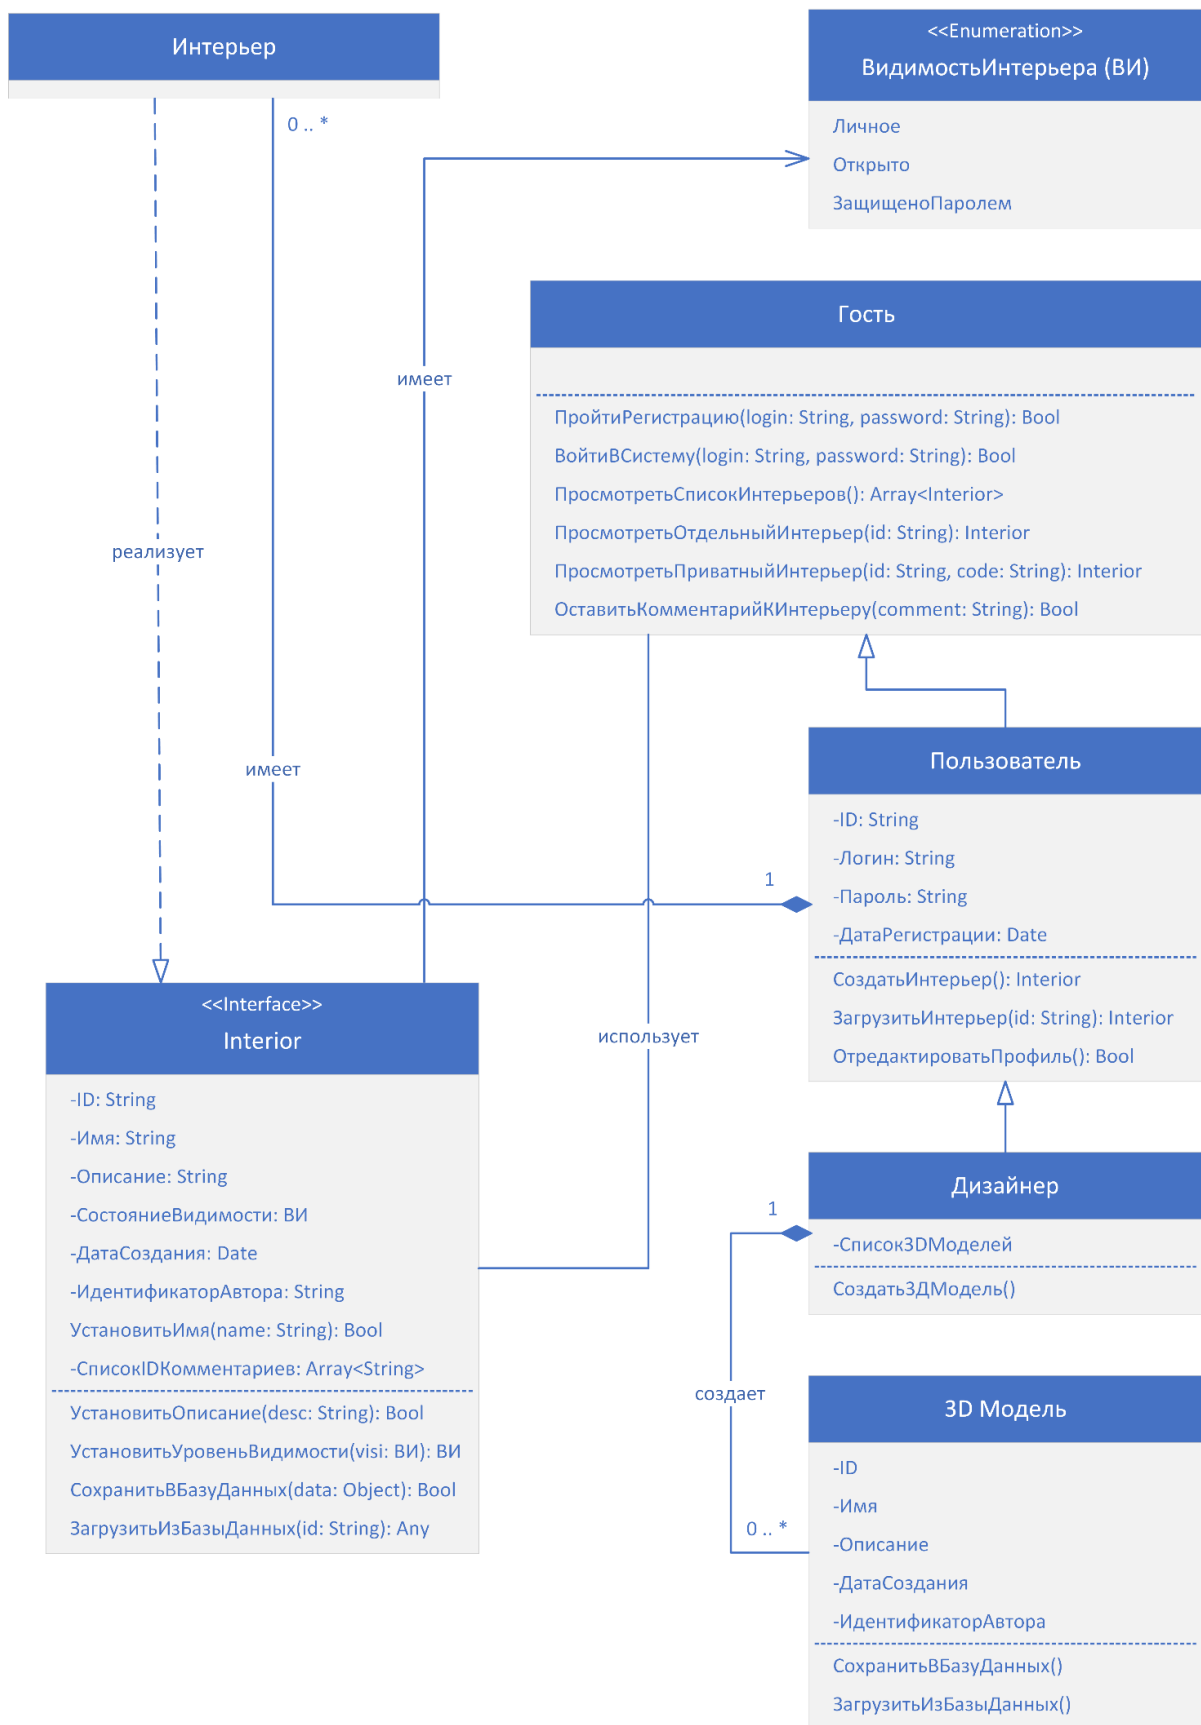 Интерьер
0 .. *
<<Enumeration>>
ВидимостьИнтерьера (ВИ)
Личное
Открыто
ЗащищеноПаролем
имеет
Гость
ПройтиРегистрацию(login: String, password: String): Bool
ВойтиВСистему(login: String, password: String): Bool
ПросмотретьСписокИнтерьеров(): Array<Interior>
ПросмотретьОтдельныйИнтерьер(id: String): Interior
ПросмотретьПриватныйИнтерьер(id: String, code: String): Interior
ОставитьКомментарийКИнтерьеру(comment: String): Bool
реализует
имеет
1
Пользователь
-ID: String
-Логин: String
-Пароль: String
-ДатаРегистрации: Date
СоздатьИнтерьер(): Interior
ЗагрузитьИнтерьер(id: String): Interior
ОтредактироватьПрофиль(): Bool
использует
<<Interface>>
Interior
-ID: String
-Имя: String
-Описание: String
-СостояниеВидимости: ВИ
-ДатаСоздания: Date
-ИдентификаторАвтора: String
УстановитьИмя(name: String): Bool
-СписокIDКомментариев: Array<String>
УстановитьОписание(desc: String): Bool
УстановитьУровеньВидимости(visi: ВИ): ВИ
СохранитьВБазуДанных(data: Object): Bool
ЗагрузитьИзБазыДанных(id: String): Any
1
Дизайнер
-Список3DМоделей
Создать3ДМодель()
создает
0 .. *
3D Модель
-ID
-Имя
-Описание
-ДатаСоздания
-ИдентификаторАвтора
СохранитьВБазуДанных()
ЗагрузитьИзБазыДанных()